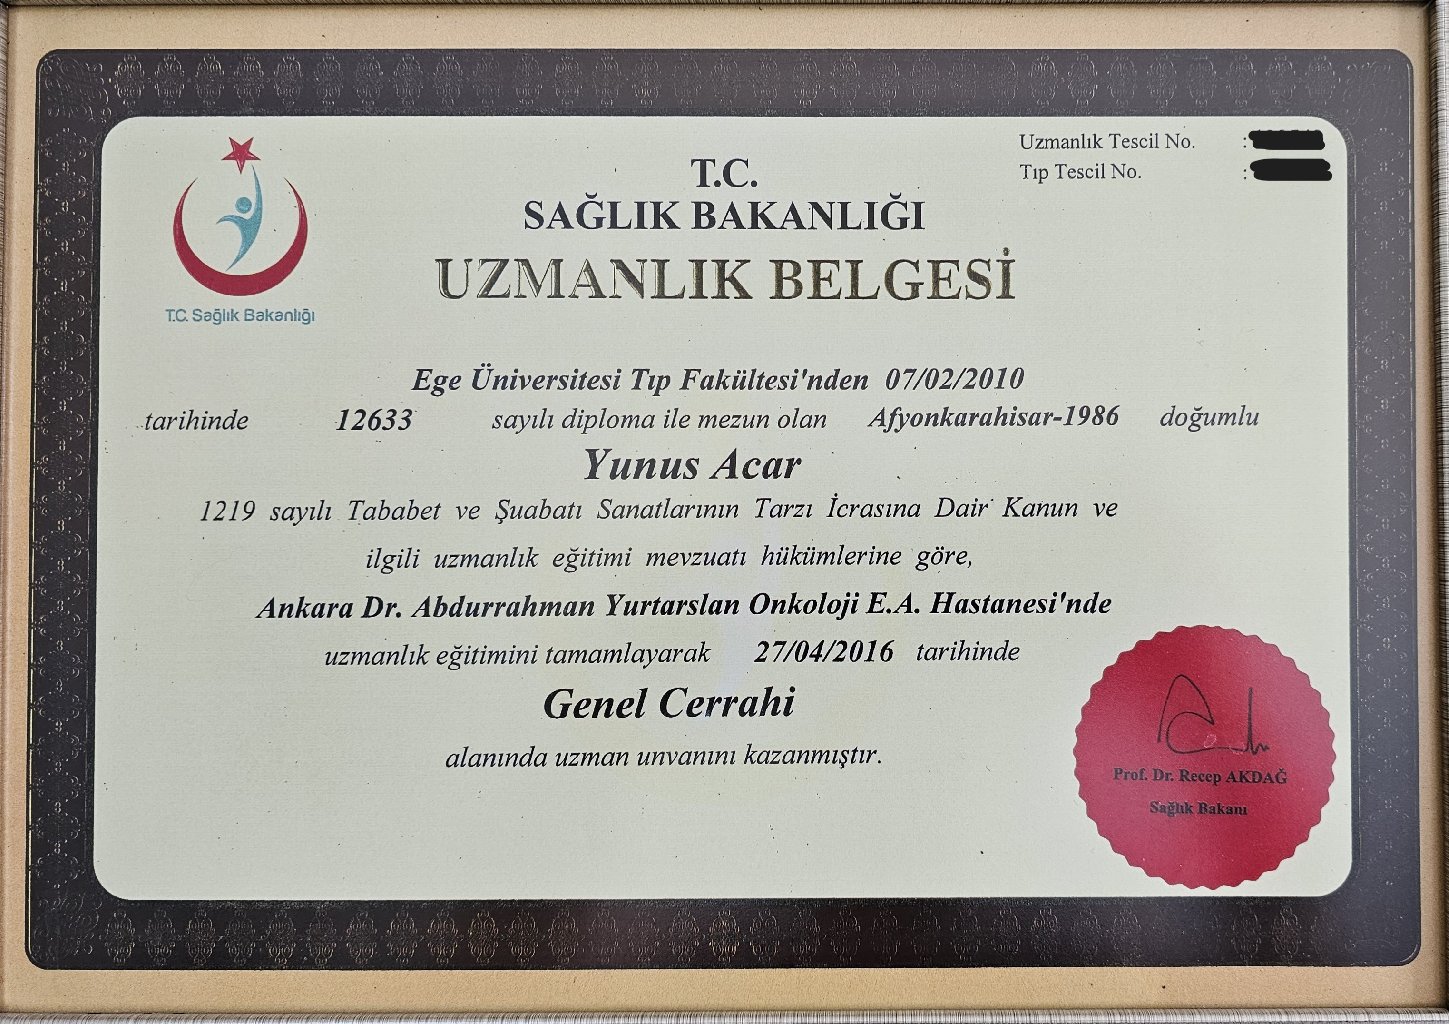 Uzmanlık Tescil No. :
Tıp Tescil No. :
T.C.
SAĞLIK BAKANLIĞI
UZMANLIK BELGESİ
T.C. Sağlık Bakanlığı
Ege Üniversitesi Tıp Fakültesi'nden 07/02/2010
tarihinde 12633 sayılı diploma ile mezun olan Afyonkarahisar-1986 doğumlu
Yunus Acar
1219 sayılı Tababet ve Şuabatı Sanatlarının Tarzı İcrasına Dair Kanun ve
ilgili uzmanlık eğitimi mevzuatı hükümlerine göre,
Ankara Dr. Abdurrahman Yurtarslan Onkoloji E.A. Hastanesi'nde
uzmanlık eğitimini tamamlayarak 27/04/2016 tarihinde
Genel Cerrahi
alanında uzman unvanını kazanmıştır.
Prof. Dr. Recep AKDAĞ
Sağlık Bakanı